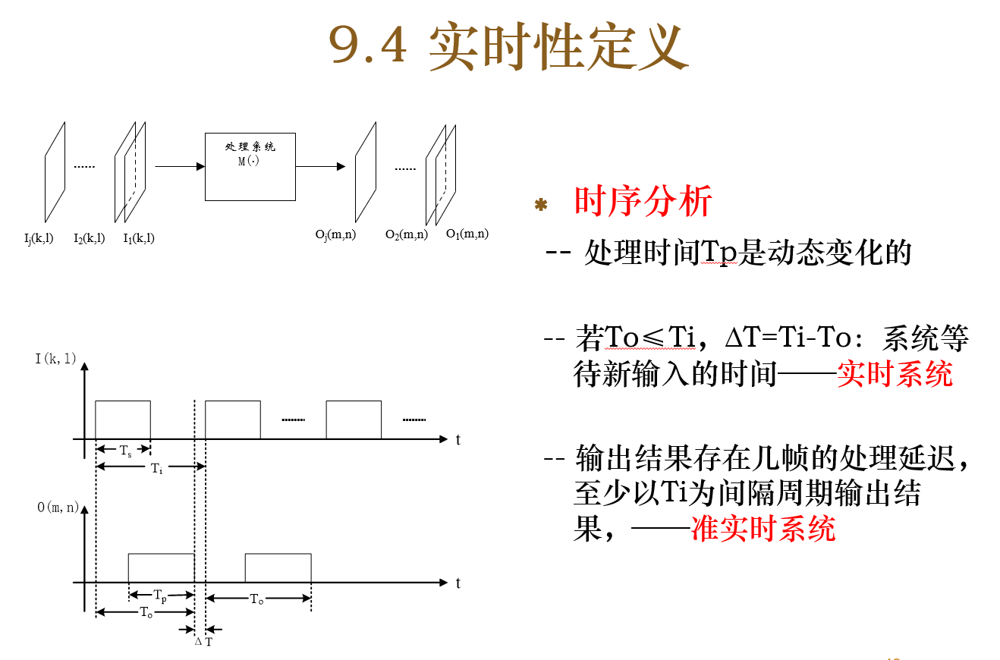 9.4 实时性定义
处理系统
M(·)
I_j(k,l) I_2(k,l) I_1(k,l)
O_j(m,n) O_2(m,n) O_1(m,n)
I(k,l)
t
T_s
T_i
O(m,n)
t
T_p
T_o
T_o
ΔT
✱ 时序分析
-- 处理时间Tp是动态变化的
-- 若To≤Ti，ΔT=Ti-To：系统等
待新输入的时间——实时系统
-- 输出结果存在几帧的处理延迟，
至少以Ti为间隔周期输出结
果，——准实时系统